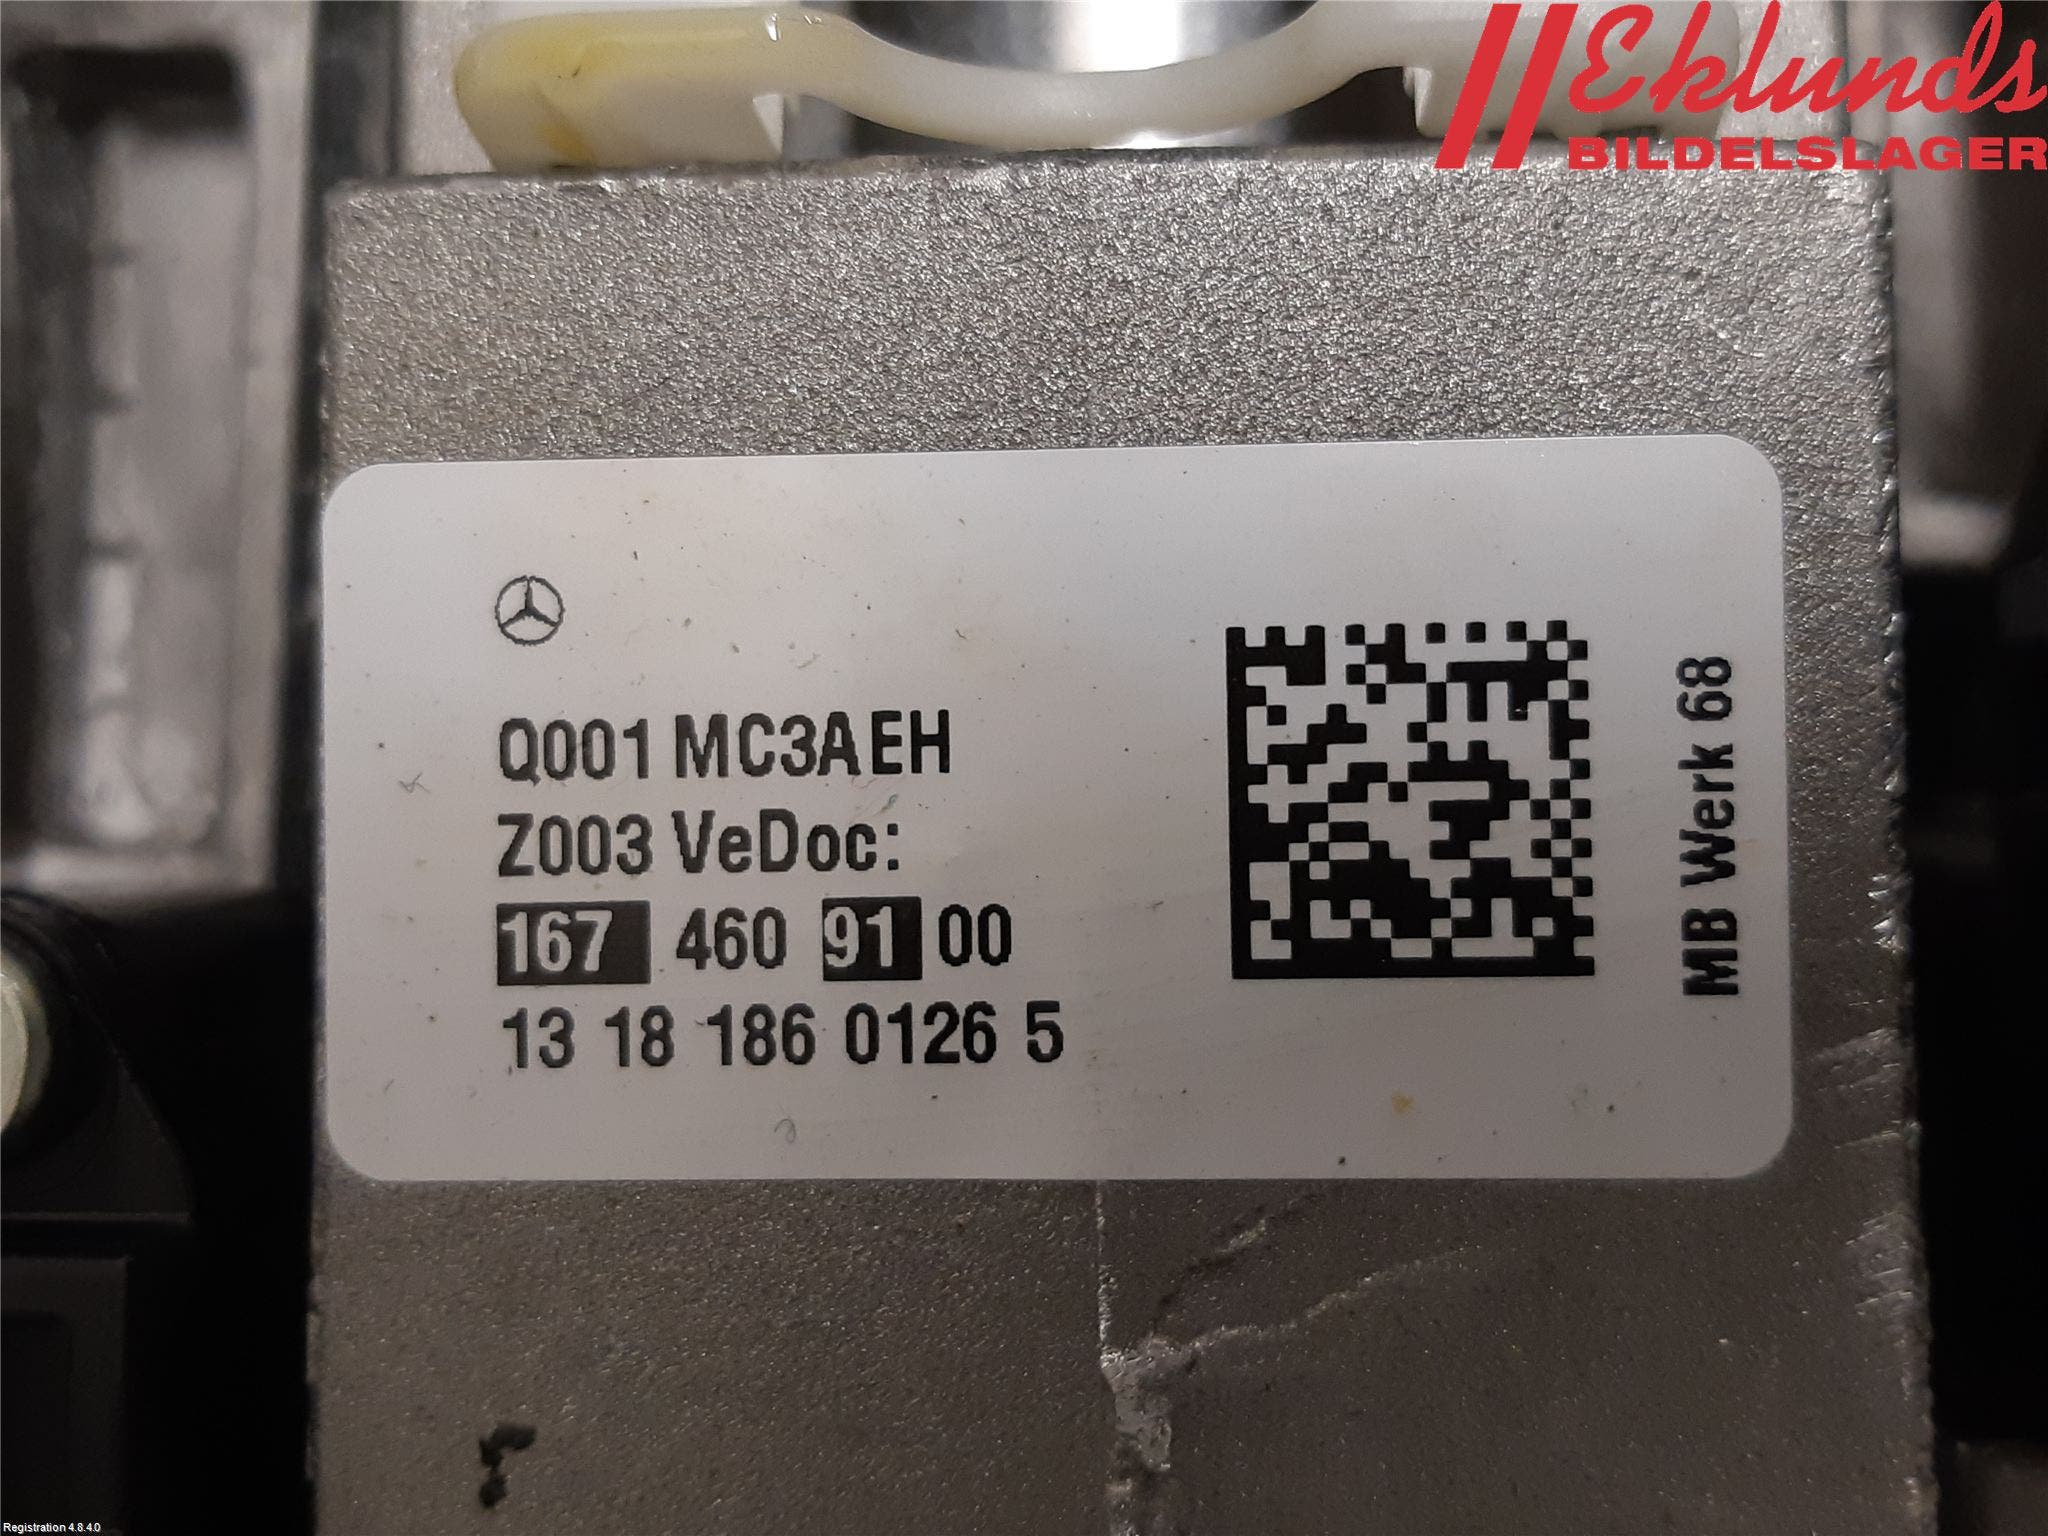 Eklunds
BILDELSLAGER
Q001 MC3AEH
Z003 VeDoc:
167 460 91 00
13 18 186 0126 5
MB Werk 68
Registration 4.8.4.0